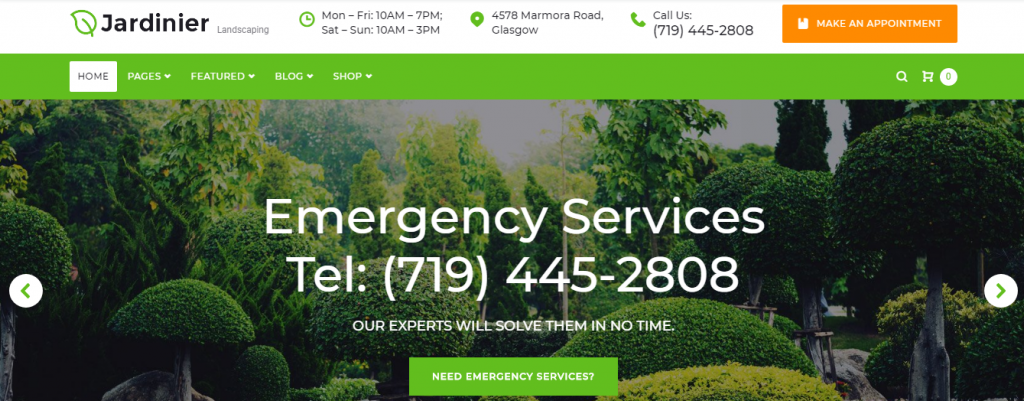 Jardinier Landscaping
Mon – Fri: 10AM – 7PM;
Sat – Sun: 10AM – 3PM
4578 Marmora Road,
Glasgow
Call Us:
(719) 445-2808
MAKE AN APPOINTMENT
HOME PAGES FEATURED BLOG SHOP 0
Emergency Services
Tel: (719) 445-2808
OUR EXPERTS WILL SOLVE THEM IN NO TIME.
NEED EMERGENCY SERVICES?